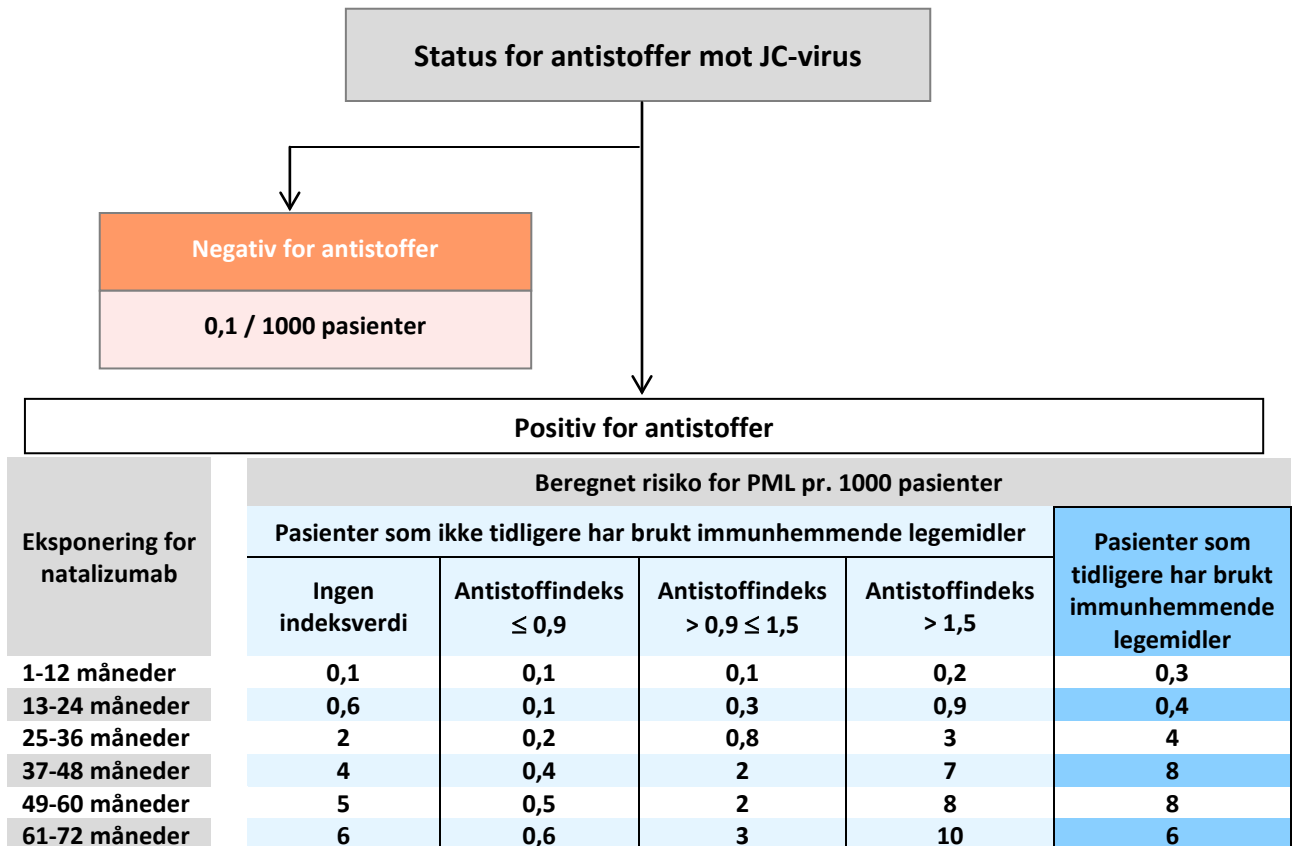 Status for antistoffer mot JC-virus
Negativ for antistoffer
0,1 / 1000 pasienter
Positiv for antistoffer
Eksponering for
natalizumab
Beregnet risiko for PML pr. 1000 pasienter
Pasienter som ikke tidligere har brukt immunhemmende legemidler
Pasienter som
tidligere har brukt
immunhemmende
legemidler
Ingen
indeksverdi
Antistoffindeks
≤ 0,9
Antistoffindeks
> 0,9 ≤ 1,5
Antistoffindeks
> 1,5
1-12 måneder 0,1 0,1 0,1 0,2 0,3
13-24 måneder 0,6 0,1 0,3 0,9 0,4
25-36 måneder 2 0,2 0,8 3 4
37-48 måneder 4 0,4 2 7 8
49-60 måneder 5 0,5 2 8 8
61-72 måneder 6 0,6 3 10 6